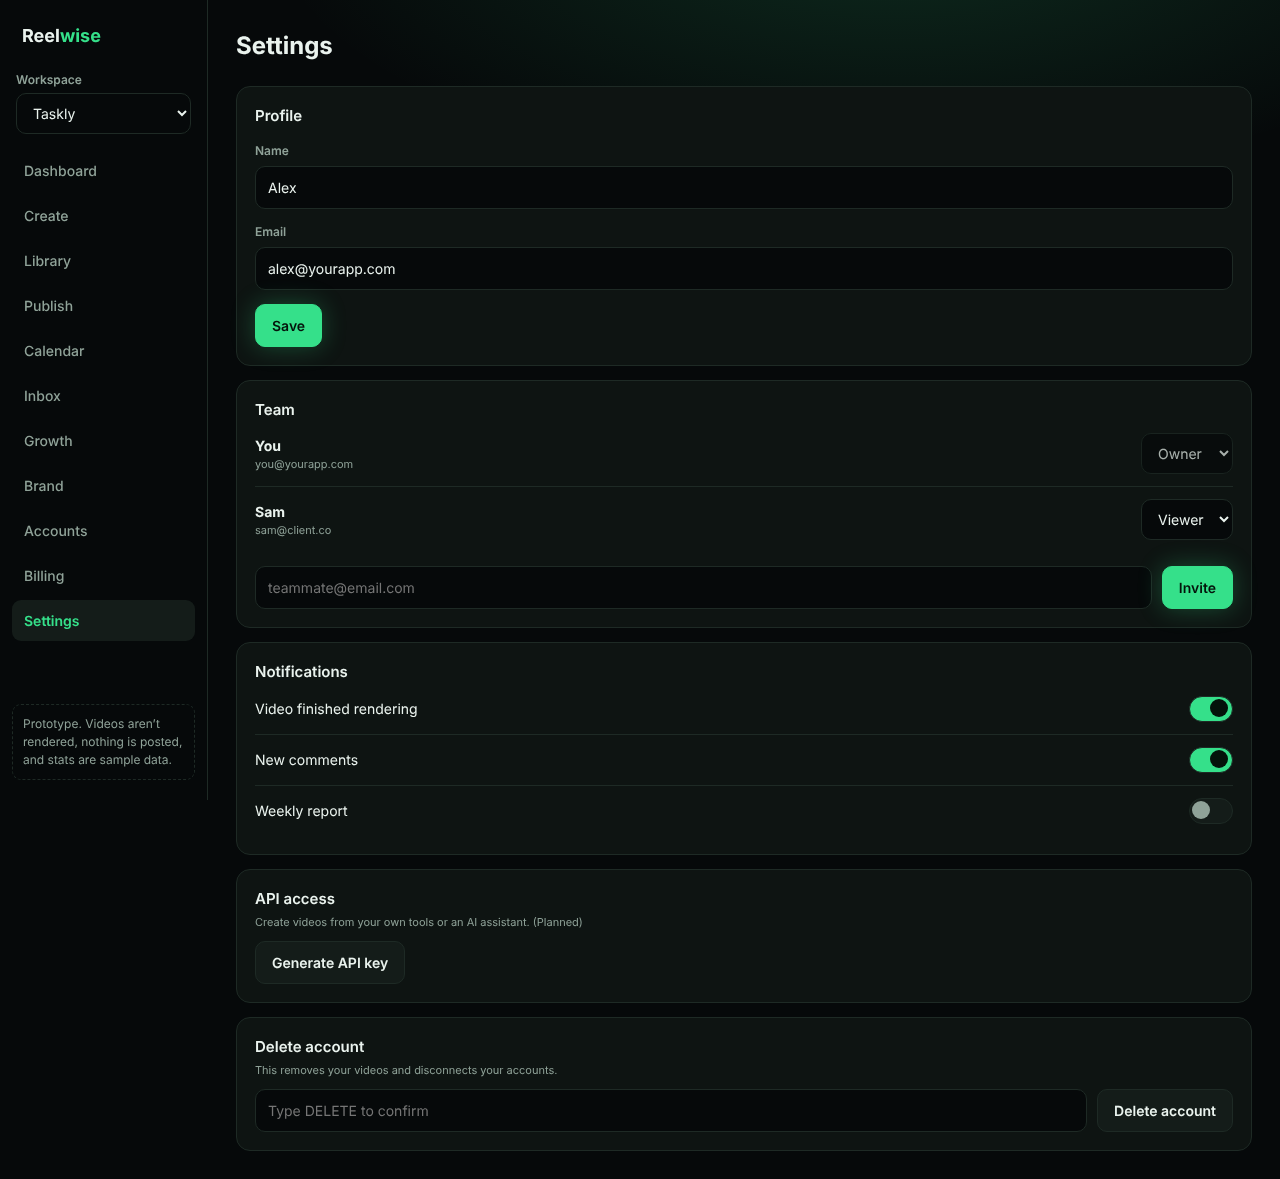 Reelwise
Workspace
Taskly
Dashboard
Create
Library
Publish
Calendar
Inbox
Growth
Brand
Accounts
Billing
Settings
Prototype. Videos aren’t
rendered, nothing is posted,
and stats are sample data.
Settings
Profile
Name
Alex
Email
alex@yourapp.com
Save
Team
You
you@yourapp.com
Owner
Sam
sam@client.co
Viewer
teammate@email.com
Invite
Notifications
Video finished rendering
New comments
Weekly report
API access
Create videos from your own tools or an AI assistant. (Planned)
Generate API key
Delete account
This removes your videos and disconnects your accounts.
Type DELETE to confirm
Delete account